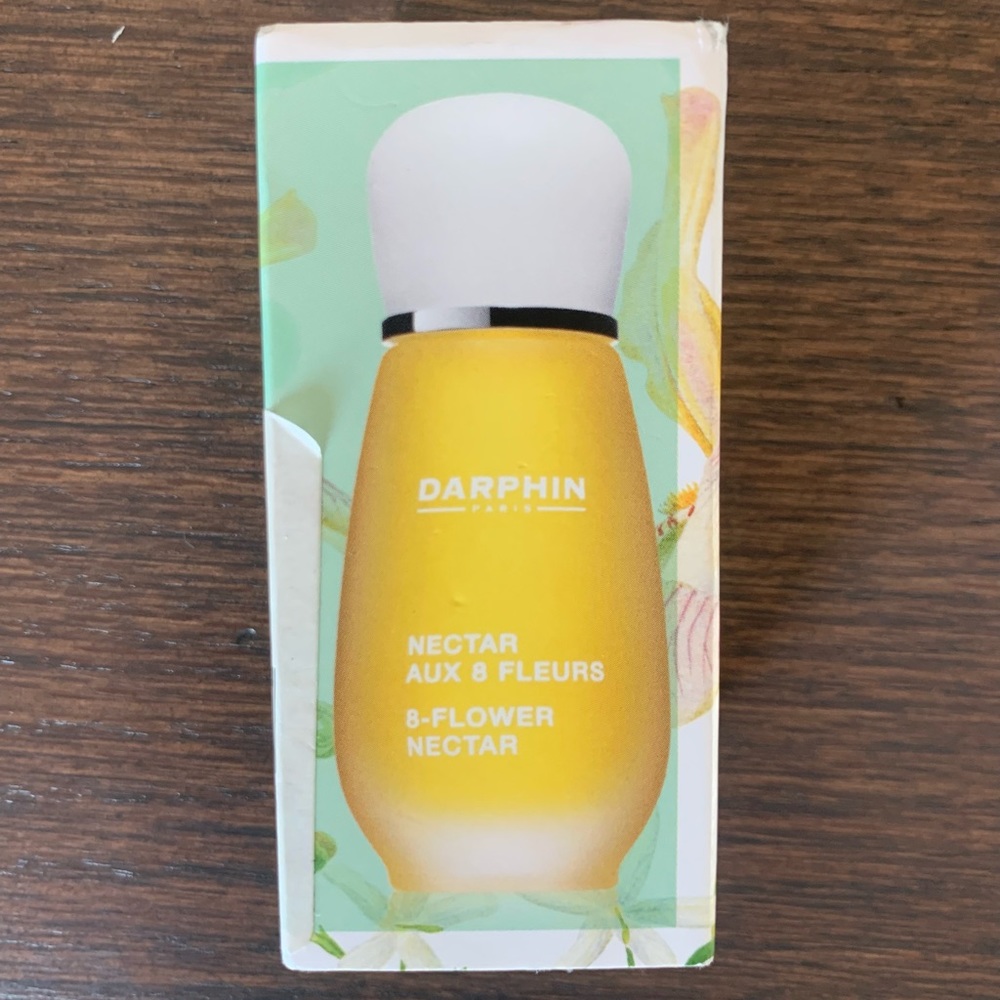 DARPHIN
PARIS
NECTAR
AUX 8 FLEURS
8-FLOWER
NECTAR